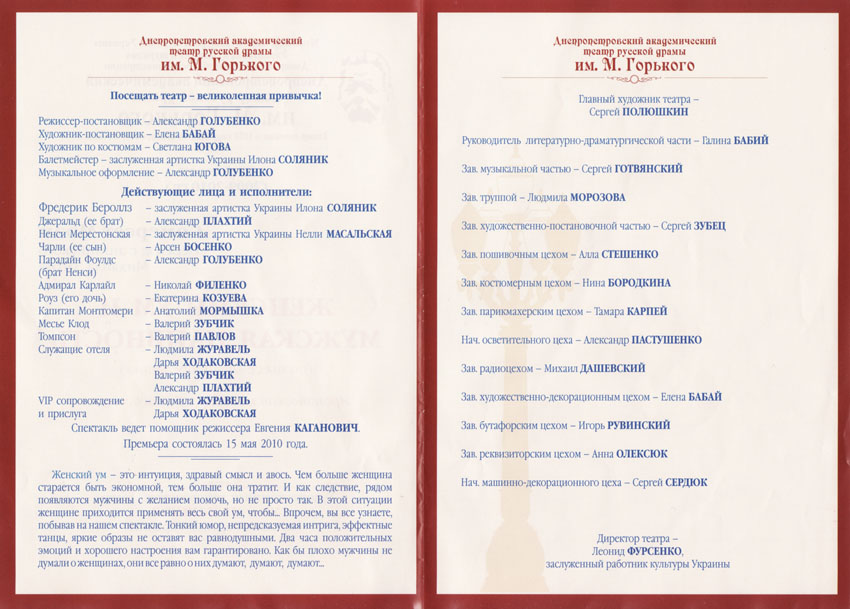 Днепропетровский академический
театр русской драмы
им. М. Горького
Посещать театр – великолепная привычка!
Режиссер-постановщик – Александр ГОЛУБЕНКО
Художник-постановщик – Елена БАБАЙ
Художник по костюмам – Светлана ЮГОВА
Балетмейстер – заслуженная артистка Украины Илона СОЛЯНИК
Музыкальное оформление – Александр ГОЛУБЕНКО
Действующие лица и исполнители:
Фредерик Бероллз – заслуженная артистка Украины Илона СОЛЯНИК
Джеральд (ее брат) – Александр ПЛАХТИЙ
Ненси Мерестонская – заслуженная артистка Украины Нелли МАСАЛЬСКАЯ
Чарли (ее сын) – Арсен БОСЕНКО
Парадайн Фоулдс – Александр ГОЛУБЕНКО
(брат Ненси)
Адмирал Карлайл – Николай ФИЛЕНКО
Роуз (его дочь) – Екатерина КОЗУЕВА
Капитан Монтгомери – Анатолий МОРМЫШКА
Месье Клод – Валерий ЗУБЧИК
Томпсон – Валерий ПАВЛОВ
Служащие отеля – Людмила ЖУРАВЕЛЬ
Дарья ХОДАКОВСКАЯ
Валерий ЗУБЧИК
Александр ПЛАХТИЙ
VIP сопровождение – Людмила ЖУРАВЕЛЬ
и прислуга Дарья ХОДАКОВСКАЯ
Спектакль ведет помощник режиссера Евгения КАГАНОВИЧ.
Премьера состоялась 15 мая 2010 года.
Женский ум – это интуиция, здравый смысл и авось. Чем больше женщина
старается быть экономной, тем больше она тратит. И как следствие, рядом
появляются мужчины с желанием помочь, но не просто так. В этой ситуации
женщине приходится применять весь свой ум, чтобы... Впрочем, вы все узнаете,
побывав на нашем спектакле. Тонкий юмор, непредсказуемая интрига, эффектные
танцы, яркие образы не оставят вас равнодушными. Два часа положительных
эмоций и хорошего настроения вам гарантировано. Как бы плохо мужчины не
думали о женщинах, они все равно о них думают, думают, думают...
Днепропетровский академический
театр русской драмы
им. М. Горького
Главный художник театра –
Сергей ПОЛЮШКИН
Руководитель литературно-драматургической части – Галина БАБИЙ
Зав. музыкальной частью – Сергей ГОТВЯНСКИЙ
Зав. труппой – Людмила МОРОЗОВА
Зав. художественно-постановочной частью – Сергей ЗУБЕЦ
Зав. пошивочным цехом – Алла СТЕШЕНКО
Зав. костюмерным цехом – Нина БОРОДКИНА
Зав. парикмахерским цехом – Тамара КАРПЕЙ
Нач. осветительного цеха – Александр ПАСТУШЕНКО
Зав. радиоцехом – Михаил ДАШЕВСКИЙ
Зав. художественно-декорационным цехом – Елена БАБАЙ
Зав. бутафорским цехом – Игорь РУВИНСКИЙ
Зав. реквизиторским цехом – Анна ОЛЕКСЮК
Нач. машинно-декорационного цеха – Сергей СЕРДЮК
Директор театра –
Леонид ФУРСЕНКО,
заслуженный работник культуры Украины